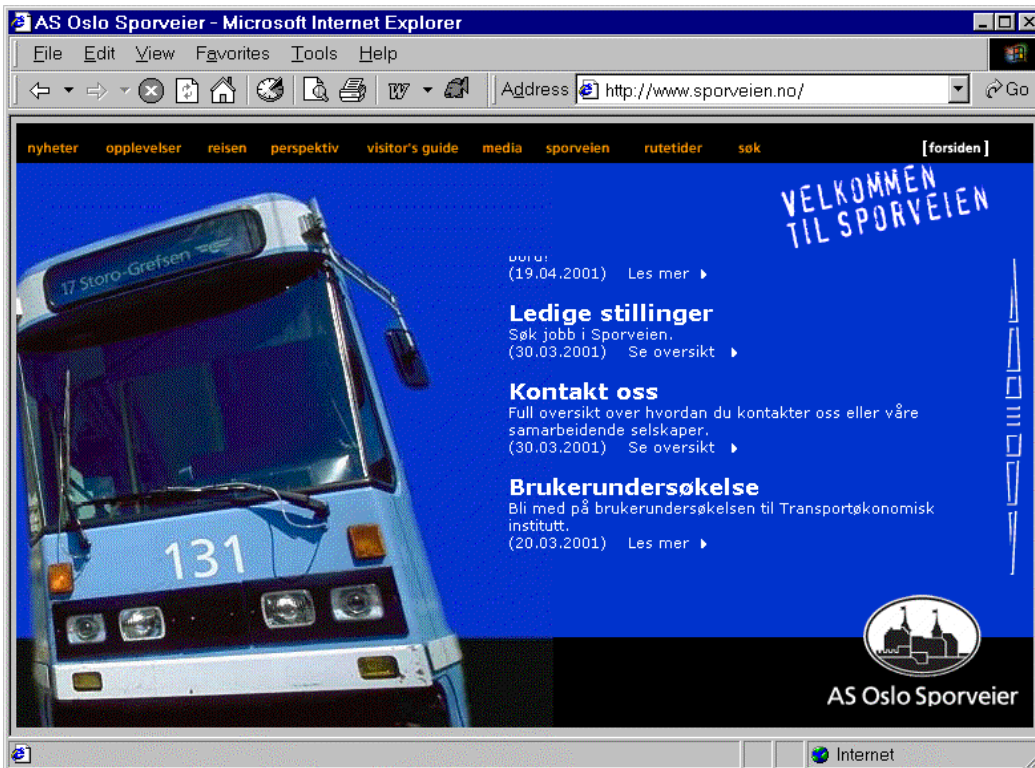 AS Oslo Sporveier - Microsoft Internet Explorer
File Edit View Favorites Tools Help
Address http://www.sporveien.no/ Go
nyheter opplevelser reisen perspektiv visitor's guide media sporveien rutetider søk [forsiden]
VELKOMMEN
TIL SPORVEIEN
17 Storo-Grefsen
bord!
(19.04.2001) Les mer
Ledige stillinger
Søk jobb i Sporveien.
(30.03.2001) Se oversikt
Kontakt oss
Full oversikt over hvordan du kontakter oss eller våre
samarbeidende selskaper.
(30.03.2001) Se oversikt
Brukerundersøkelse
Bli med på brukerundersøkelsen til Transportøkonomisk
institutt.
(20.03.2001) Les mer
131
AS Oslo Sporveier
Internet